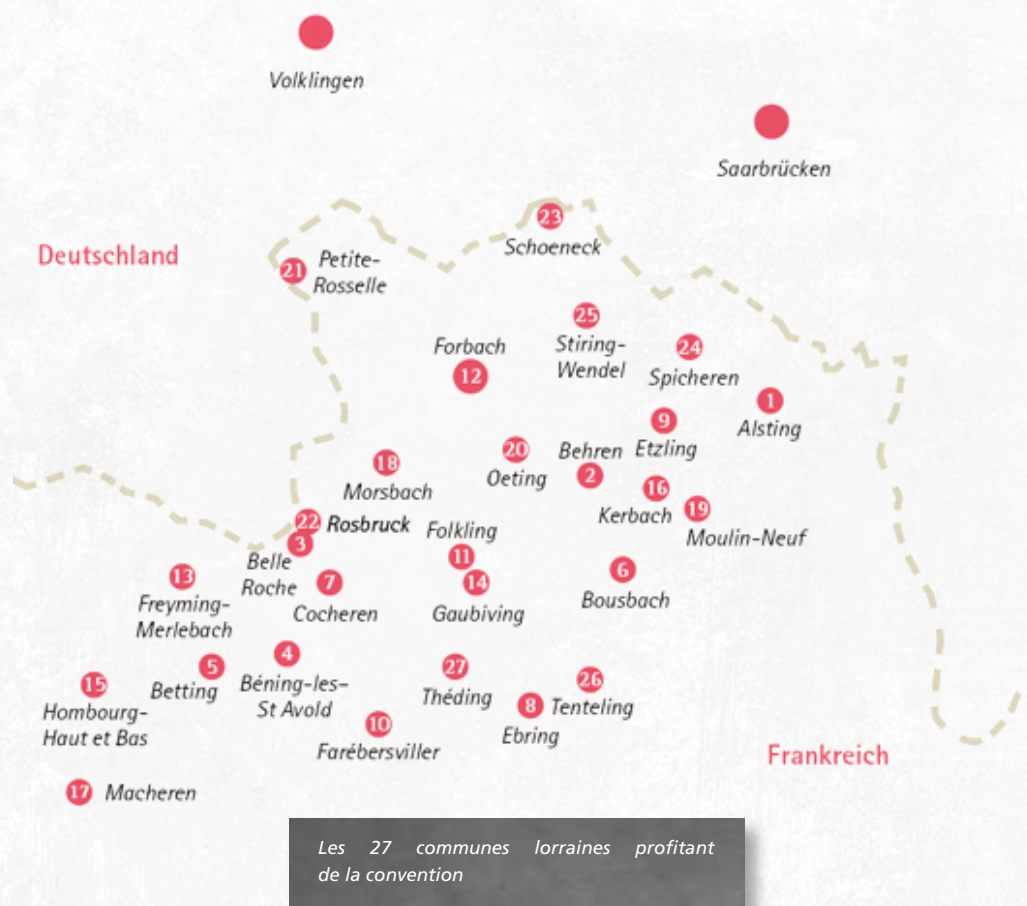 Volklingen
Saarbrücken
Deutschland
23
Schoeneck
21
Petite-
Rosselle
25
Stiring-
Wendel
Forbach
12
24
Spicheren
1
Alsting
9
Etzling
20
Oeting
Behren
2
18
Morsbach
16
Kerbach
19
Moulin-Neuf
22 Rosbruck
3
Belle
Roche
Folkling
11
14
Gaubiving
6
Bousbach
13
Freyming-
Merlebach
7
Cocheren
4
Béning-les-
St Avold
5
Betting
15
Hombourg-
Haut et Bas
27
Théding
26
Tenteling
8
Ebring
10
Farébersviller
Frankreich
17 Macheren
Les 27 communes lorraines profitant
de la convention